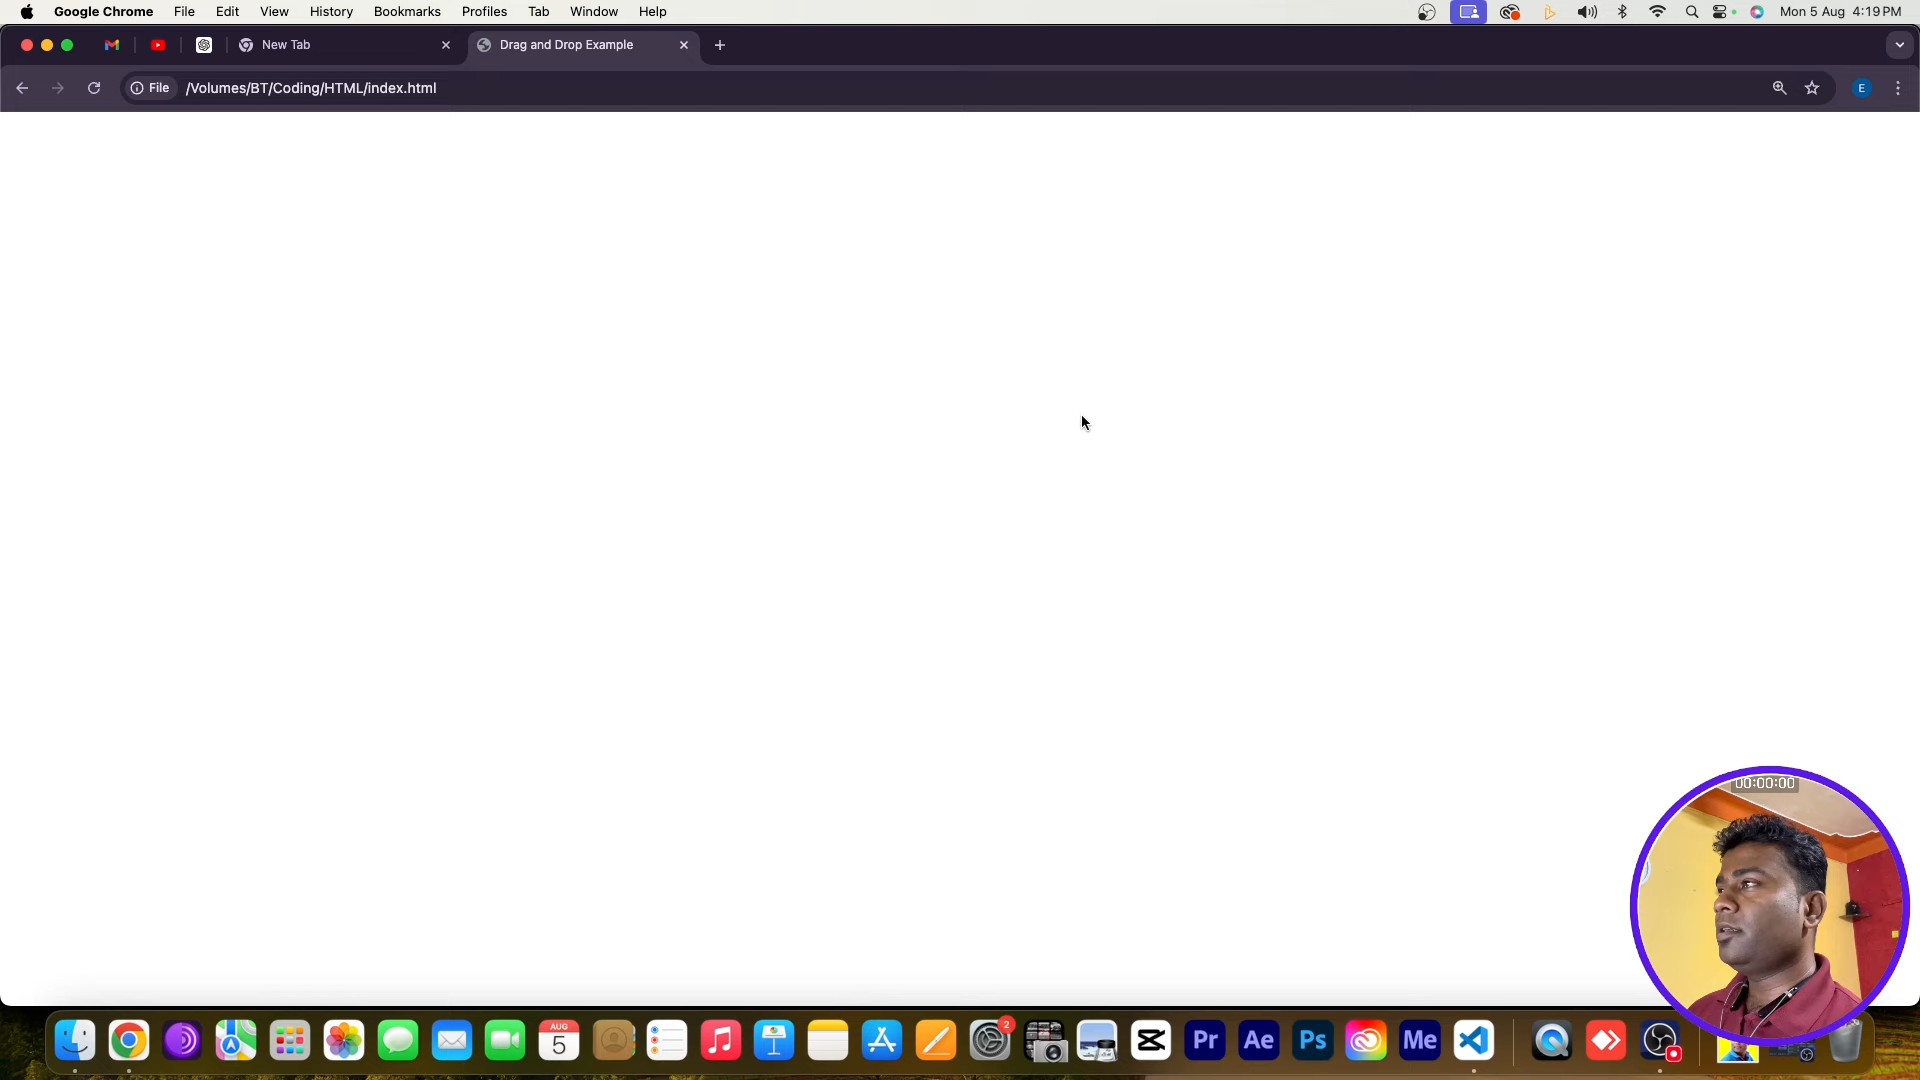 Google Chrome File Edit View History Bookmarks Profiles Tab Window Help Mon 5 Aug 4:19 PM
New Tab Drag and Drop Example
File /Volumes/BT/Coding/HTML/index.html E
00:00:00
AUG
5
2
Pr
Ae
Ps
Me